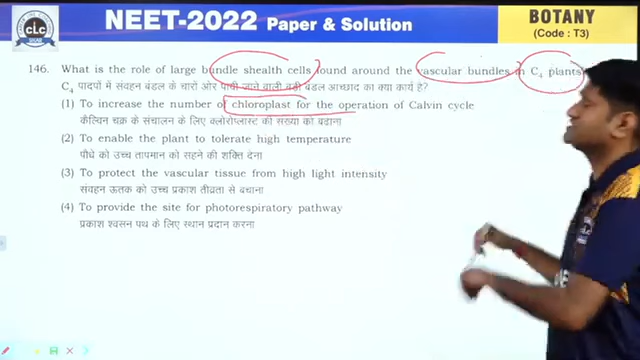 CLC
SIKAR
NEET-2022 Paper & Solution
BOTANY
(Code : T3)
146. What is the role of large bundle shealth cells found around the vascular bundles in C4 plants
C4 पादपों में संवहन बंडल के चारों ओर पायी जाने वाली बड़ी बंडल आच्छाद का क्या कार्य है?
(1) To increase the number of chloroplast for the operation of Calvin cycle
कैल्विन चक्र के संचालन के लिए क्लोरोप्लास्ट की संख्या को बढ़ाना
(2) To enable the plant to tolerate high temperature
पौधे को उच्च तापमान को सहने की शक्ति देना
(3) To protect the vascular tissue from high light intensity
संवहन ऊतक को उच्च प्रकाश तीव्रता से बचाना
(4) To provide the site for photorespiratory pathway
प्रकाश श्वसन पथ के लिए स्थान प्रदान करना